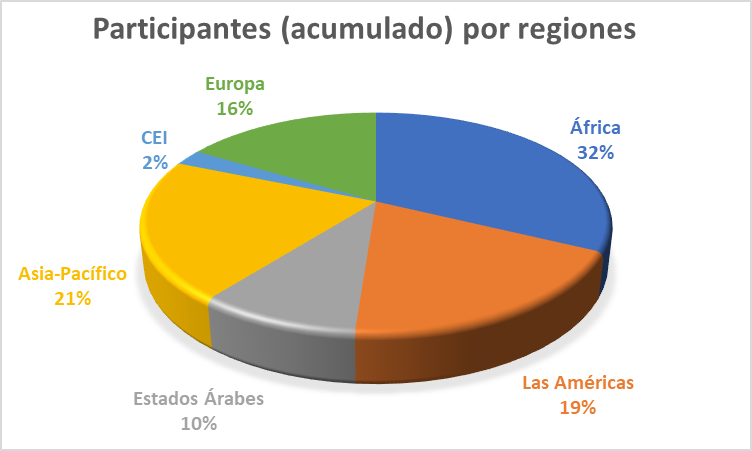 Participantes (acumulado) por regiones
Europa
16%
África
32%
CEI
2%
Asia-Pacífico
21%
Las Américas
19%
Estados Árabes
10%